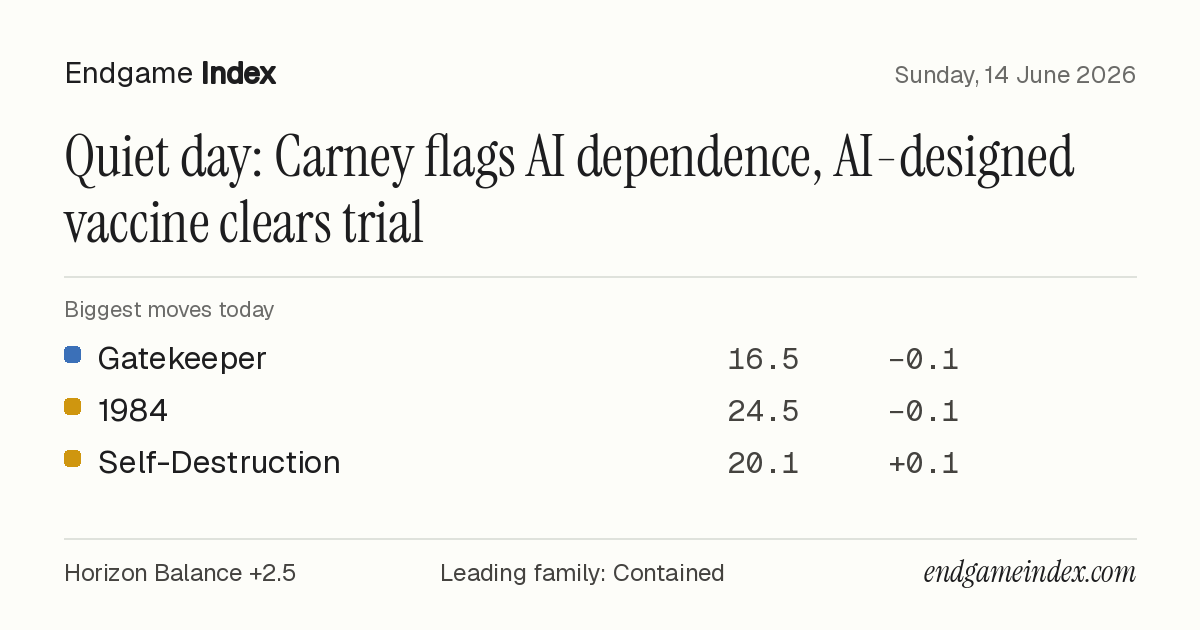 Endgame Index
Sunday, 14 June 2026
Quiet day: Carney flags AI dependence, AI-designed
vaccine clears trial
Biggest moves today
Gatekeeper 16.5 −0.1
1984 24.5 −0.1
Self-Destruction 20.1 +0.1
Horizon Balance +2.5
Leading family: Contained
endgameindex.com